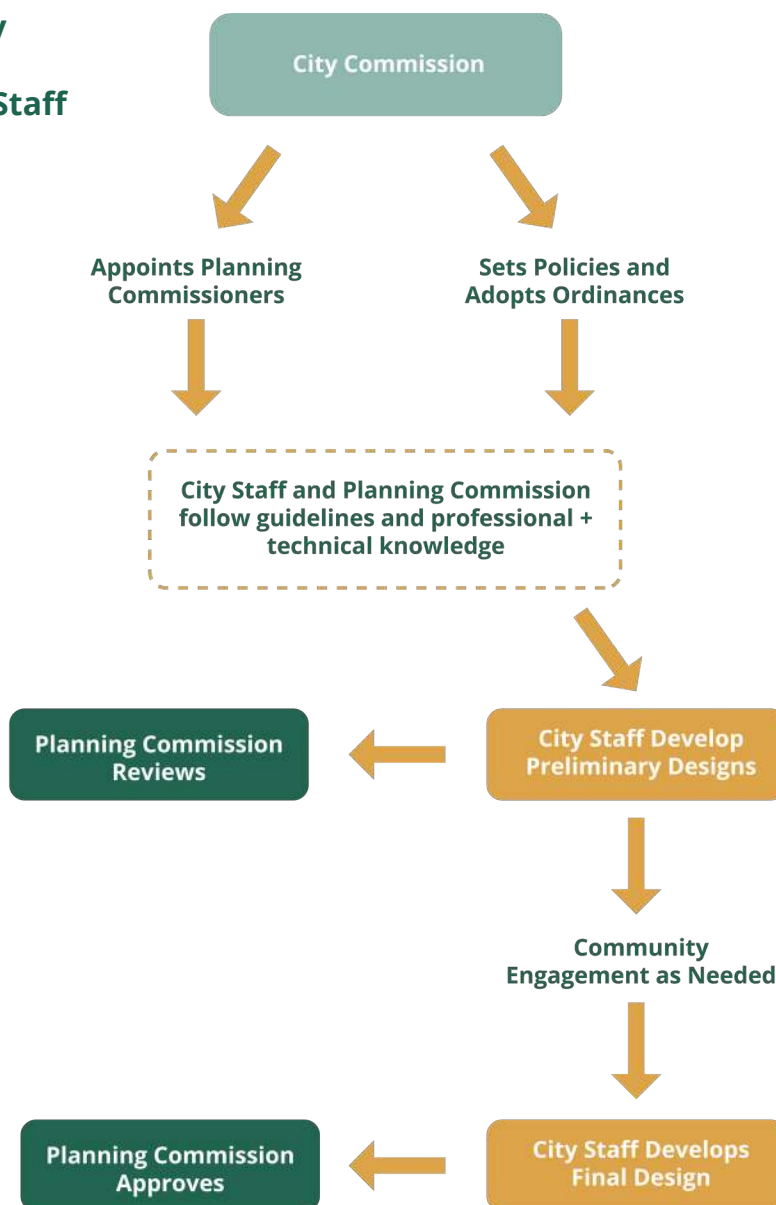 Staff
City Commission
Appoints Planning
Commissioners
Sets Policies and
Adopts Ordinances
City Staff and Planning Commission
follow guidelines and professional +
technical knowledge
Planning Commission
Reviews
City Staff Develop
Preliminary Designs
Community
Engagement as Needed
Planning Commission
Approves
City Staff Develops
Final Design